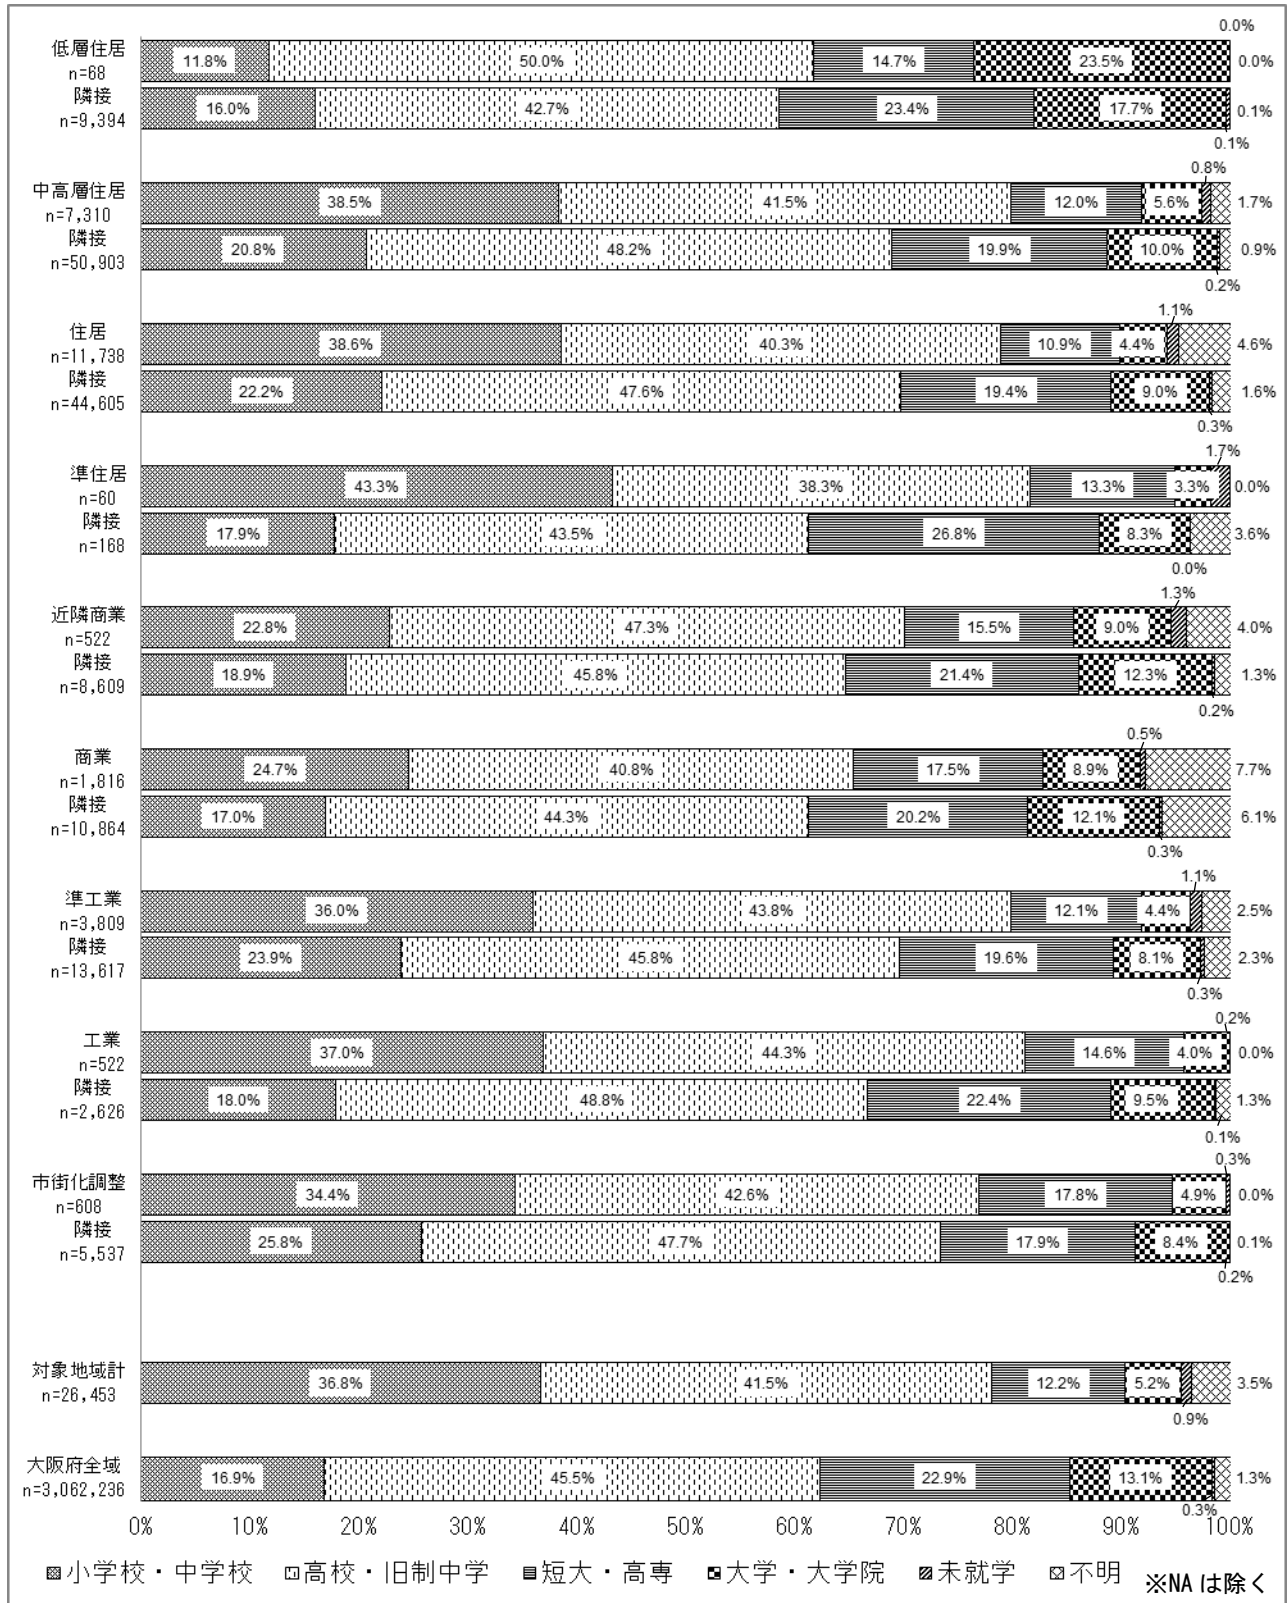 0.0%
低層住居
n=68
11.8% 50.0% 14.7% 23.5% 0.0%
隣接
n=9,394
16.0% 42.7% 23.4% 17.7% 0.1%
0.1%
0.8%
中高層住居
n=7,310
38.5% 41.5% 12.0% 5.6% 1.7%
隣接
n=50,903
20.8% 48.2% 19.9% 10.0% 0.9%
0.2%
1.1%
住居
n=11,738
38.6% 40.3% 10.9% 4.4% 4.6%
隣接
n=44,605
22.2% 47.6% 19.4% 9.0% 1.6%
0.3%
1.7%
準住居
n=60
43.3% 38.3% 13.3% 3.3% 0.0%
隣接
n=168
17.9% 43.5% 26.8% 8.3% 3.6%
0.0%
1.3%
近隣商業
n=522
22.8% 47.3% 15.5% 9.0% 4.0%
隣接
n=8,609
18.9% 45.8% 21.4% 12.3% 1.3%
0.2%
0.5%
商業
n=1,816
24.7% 40.8% 17.5% 8.9% 7.7%
隣接
n=10,864
17.0% 44.3% 20.2% 12.1% 6.1%
0.3%
1.1%
準工業
n=3,809
36.0% 43.8% 12.1% 4.4% 2.5%
隣接
n=13,617
23.9% 45.8% 19.6% 8.1% 2.3%
0.3%
0.2%
工業
n=522
37.0% 44.3% 14.6% 4.0% 0.0%
隣接
n=2,626
18.0% 48.8% 22.4% 9.5% 1.3%
0.1%
0.3%
市街化調整
n=608
34.4% 42.6% 17.8% 4.9% 0.0%
隣接
n=5,537
25.8% 47.7% 17.9% 8.4% 0.1%
0.2%
対象地域計
n=26,453
36.8% 41.5% 12.2% 5.2% 3.5%
0.9%
大阪府全域
n=3,062,236
16.9% 45.5% 22.9% 13.1% 1.3%
0.3%
0% 10% 20% 30% 40% 50% 60% 70% 80% 90% 100%
小学校・中学校 高校・旧制中学 短大・高専 大学・大学院 未就学 不明 ※NAは除く